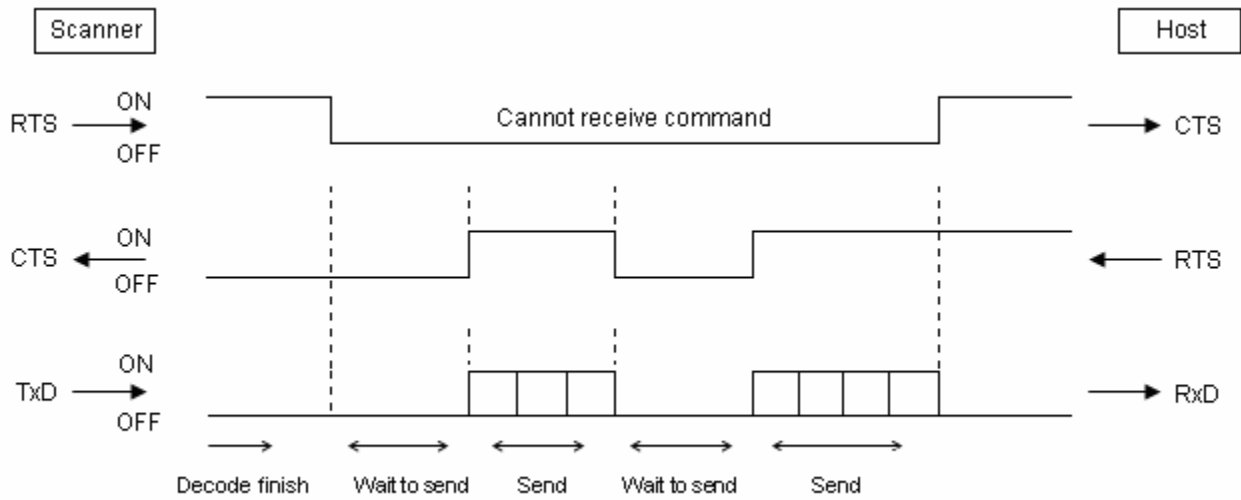 Scanner Host
ON
RTS Cannot receive command CTS
OFF
ON
CTS RTS
OFF
ON
TxD RxD
OFF
Decode finish Wait to send Send Wait to send Send